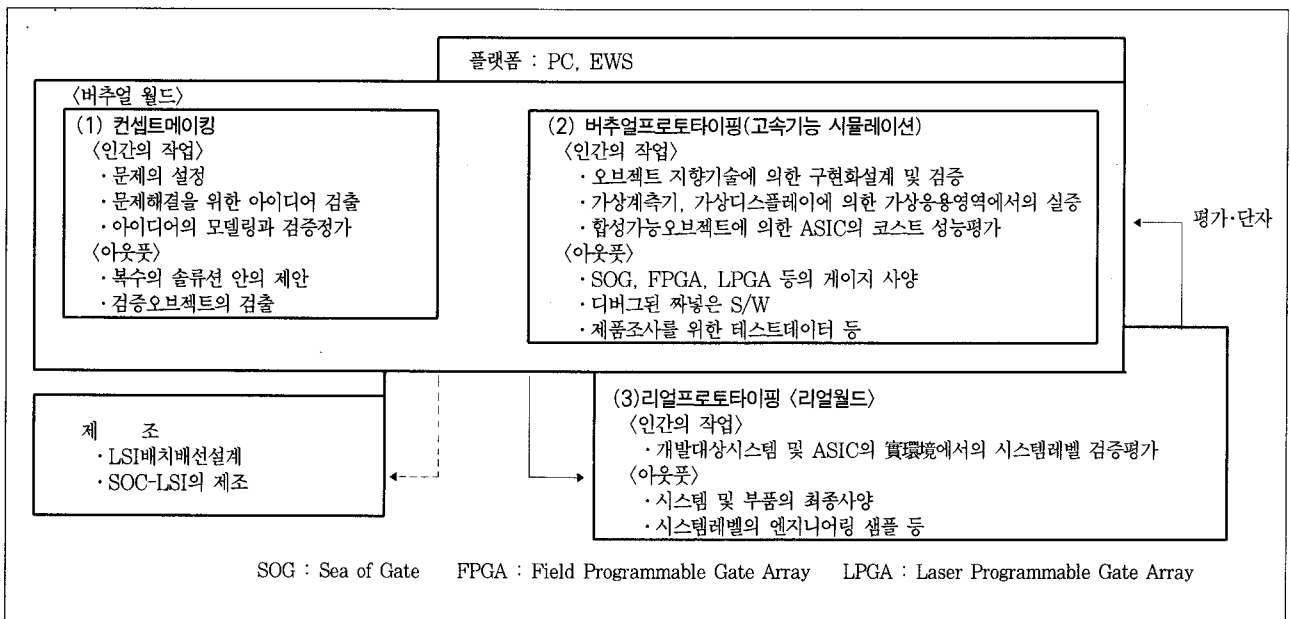 플랫폼 : PC, EWS
〈버추얼 월드〉
(1) 컨셉트메이킹
〈인간의 작업〉
· 문제의 설정
· 문제해결을 위한 아이디어 검출
· 아이디어의 모델링과 검증정가
〈아웃풋〉
· 복수의 솔류션 안의 제안
· 검증오브젝트의 검출
(2) 버추얼프로토타이핑(고속기능 시뮬레이션)
〈인간의 작업〉
· 오브젝트 지향기술에 의한 구현화설계 및 검증
· 가상계측기, 가상디스플레이에 의한 가상응용영역에서의 실증
· 합성가능오브젝트에 의한 ASIC의 코스트 성능평가
〈아웃풋〉
· SOG, FPGA, LPGA 등의 게이지 사양
· 디버그된 짜넣은 S/W
· 제품조사를 위한 테스트데이터 등
평가·단자
제 조
· LSI배치배선설계
· SOC-LSI의 제조
(3)리얼프로토타이핑 〈리얼월드〉
〈인간의 작업〉
· 개발대상시스템 및 ASIC의 實環境에서의 시스템레벨 검증평가
〈아웃풋〉
· 시스템 및 부품의 최종사양
· 시스템레벨의 엔지니어링 샘플 등
SOG : Sea of Gate FPGA : Field Programmable Gate Array LPGA : Laser Programmable Gate Array